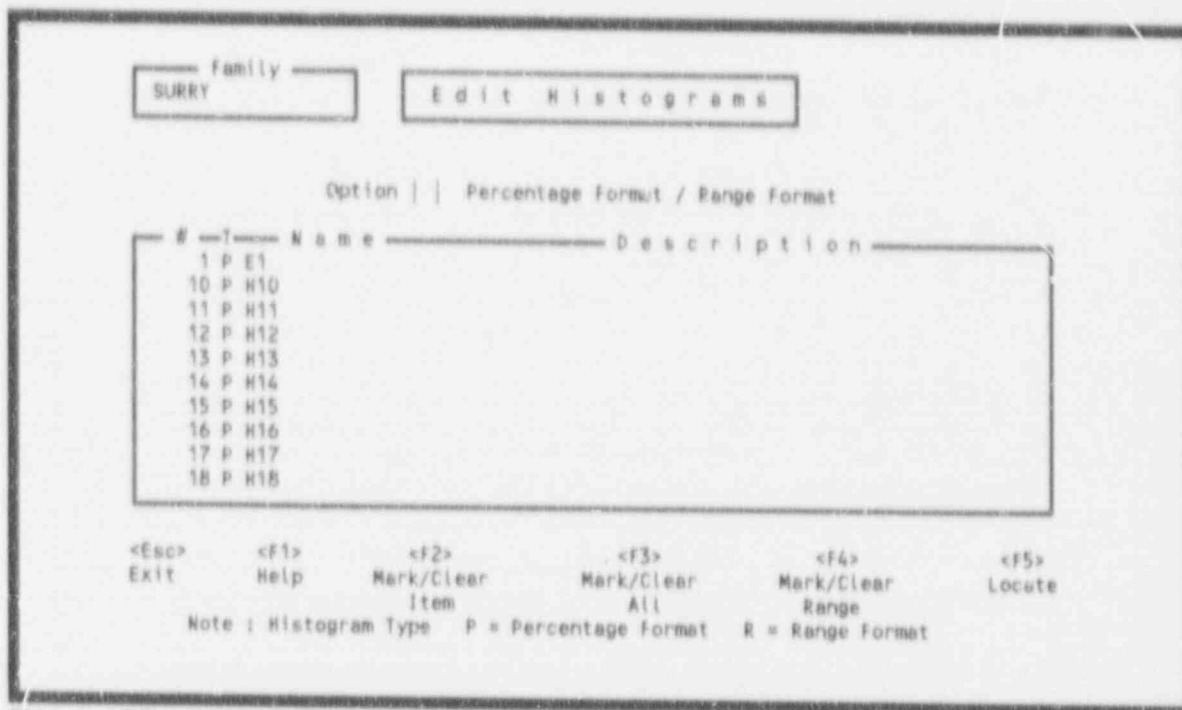 Family
SURRY
Edit Histograms
Option | | Percentage Format / Range Format
# T Name Description
1 P E1
10 P H10
11 P H11
12 P H12
13 P H13
14 P H14
15 P H15
16 P H16
17 P H17
18 P H18
<Esc> <F1> <F2> <F3> <F4> <F5>
Exit Help Mark/Clear Mark/Clear Mark/Clear Locate
Item All Range
Note : Histogram Type P = Percentage Format R = Range Format